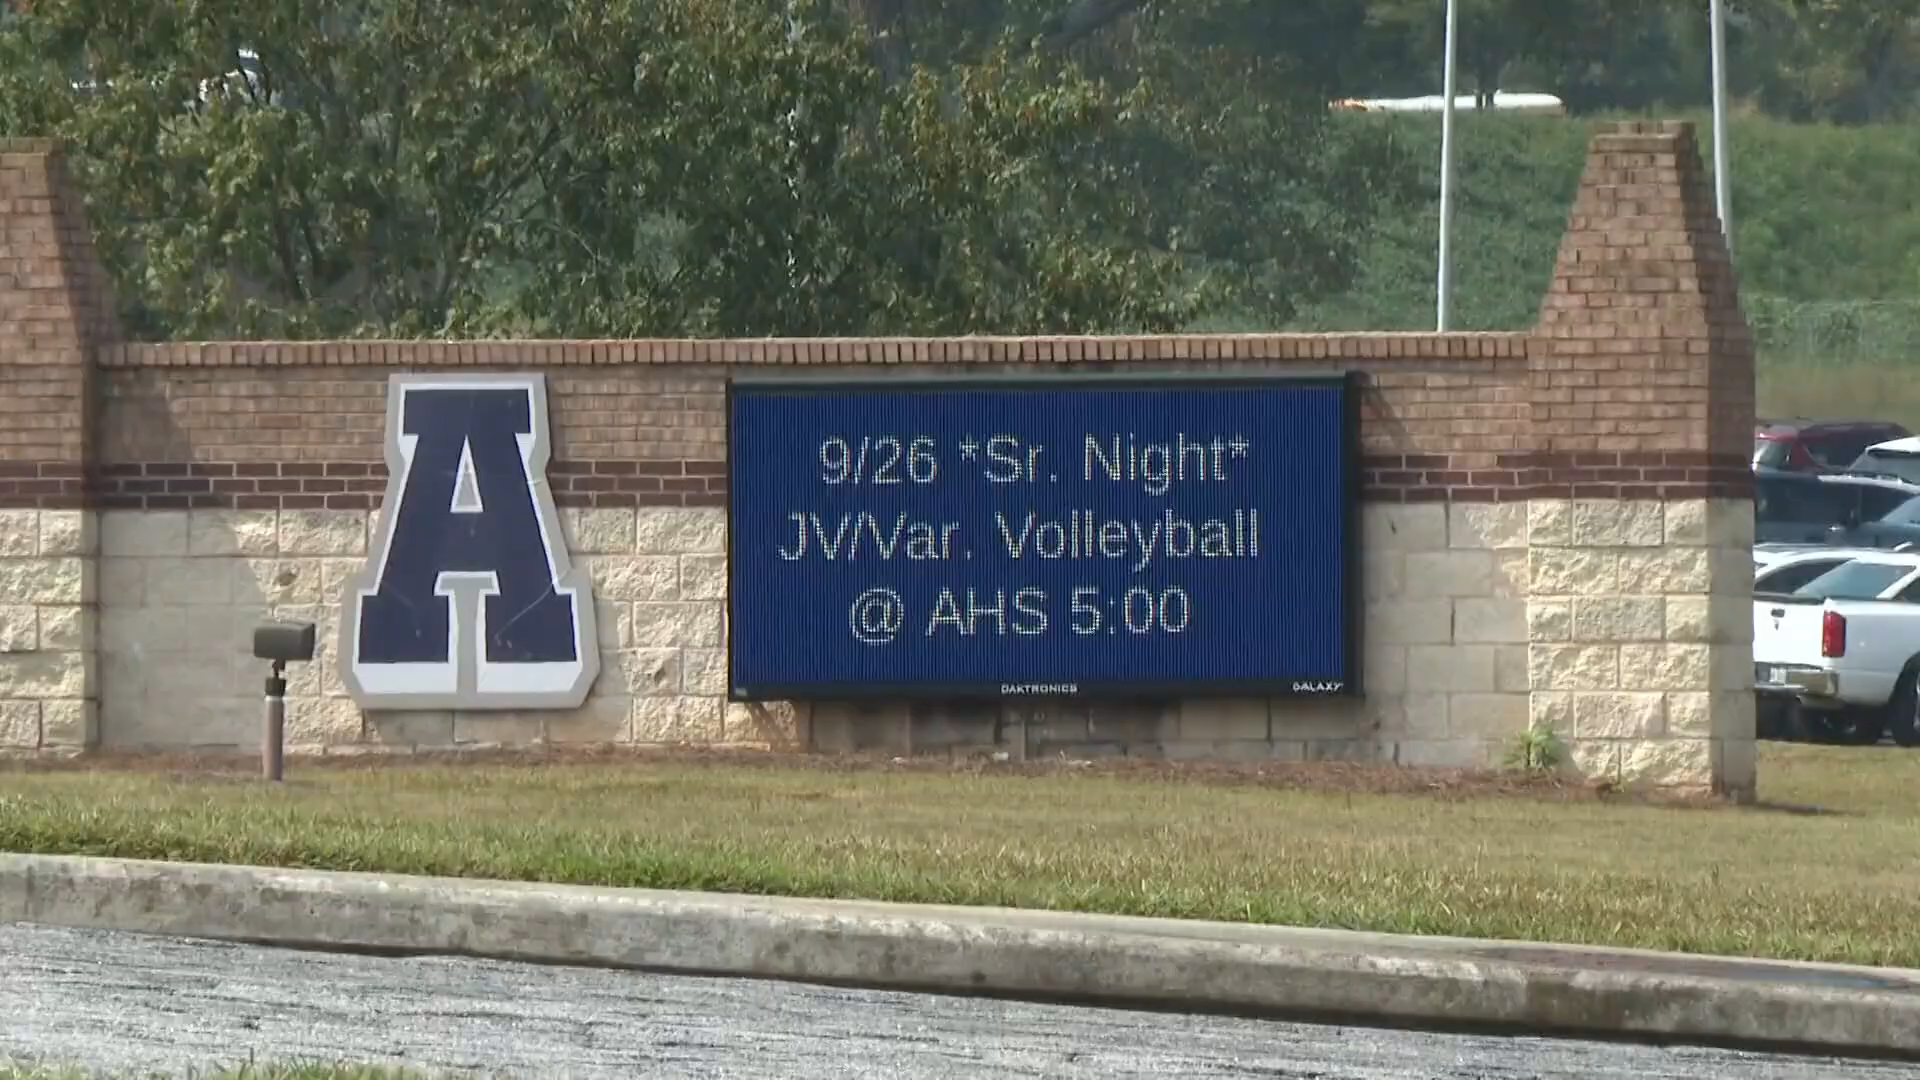 A
9/26 *Sr. Night*
JV/Var. Volleyball
@ AHS 5:00
DAKTRONICS
GALAXY